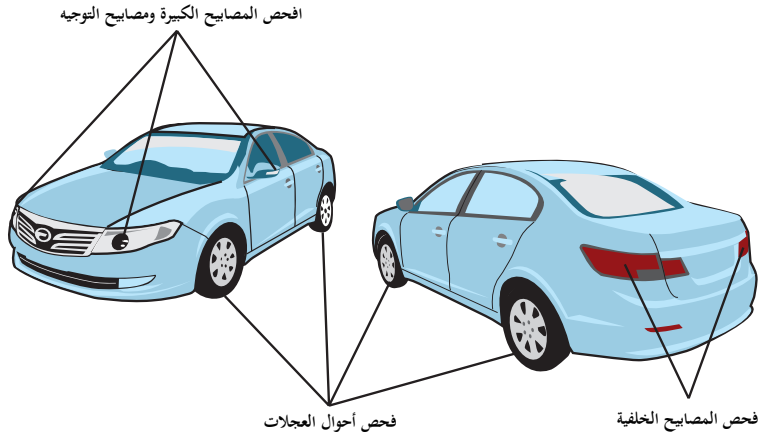 افحص المصابيح الكبيرة ومصابيح التوجيه
فحص أحوال العجلات
فحص المصابيح الخلفية